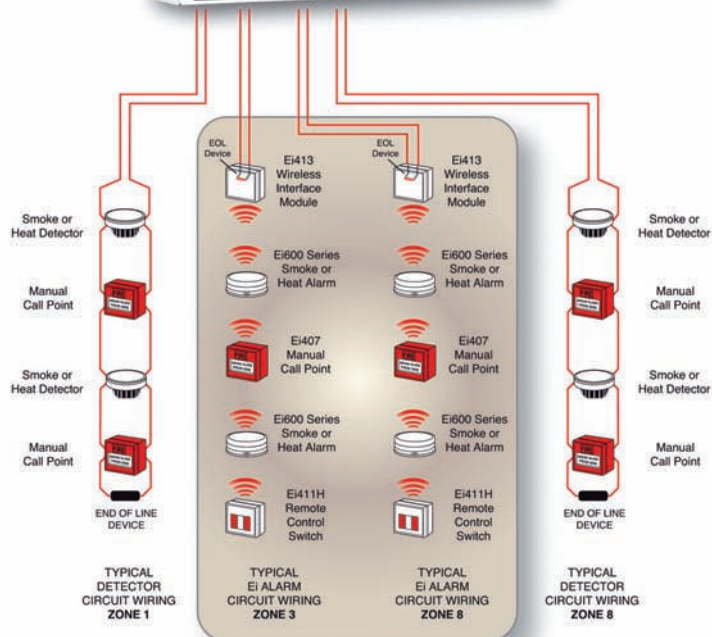 EOL
Device
Ei413
Wireless
Interface
Module
EOL
Device
Ei413
Wireless
Interface
Module
Smoke or
Heat Detector
Manual
Call Point
Smoke or
Heat Detector
Manual
Call Point
END OF LINE
DEVICE
Ei600 Series
Smoke or
Heat Alarm
Ei407
Manual
Call Point
Ei600 Series
Smoke or
Heat Alarm
Ei411H
Remote
Control
Switch
Ei600 Series
Smoke or
Heat Alarm
Ei407
Manual
Call Point
Ei600 Series
Smoke or
Heat Alarm
Ei411H
Remote
Control
Switch
Smoke or
Heat Detector
Manual
Call Point
Smoke or
Heat Detector
Manual
Call Point
END OF LINE
DEVICE
FIRE
FIRE
FIRE
FIRE
FIRE
FIRE
TYPICAL
DETECTOR
CIRCUIT WIRING
ZONE 1
TYPICAL
Ei ALARM
CIRCUIT WIRING
ZONE 3
TYPICAL
Ei ALARM
CIRCUIT WIRING
ZONE 8
TYPICAL
DETECTOR
CIRCUIT WIRING
ZONE 8